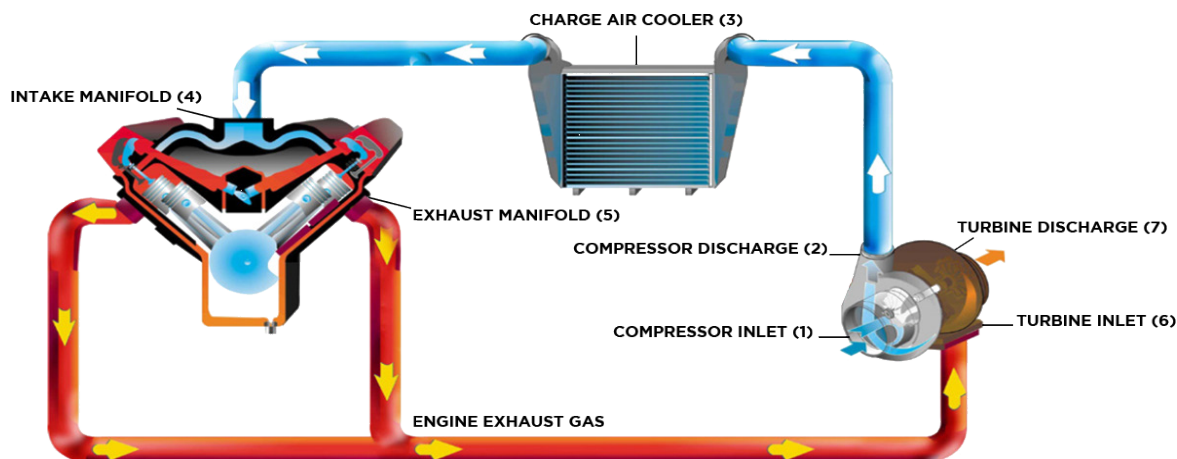 CHARGE AIR COOLER (3)
INTAKE MANIFOLD (4)
EXHAUST MANIFOLD (5)
COMPRESSOR DISCHARGE (2)
TURBINE DISCHARGE (7)
COMPRESSOR INLET (1)
TURBINE INLET (6)
ENGINE EXHAUST GAS